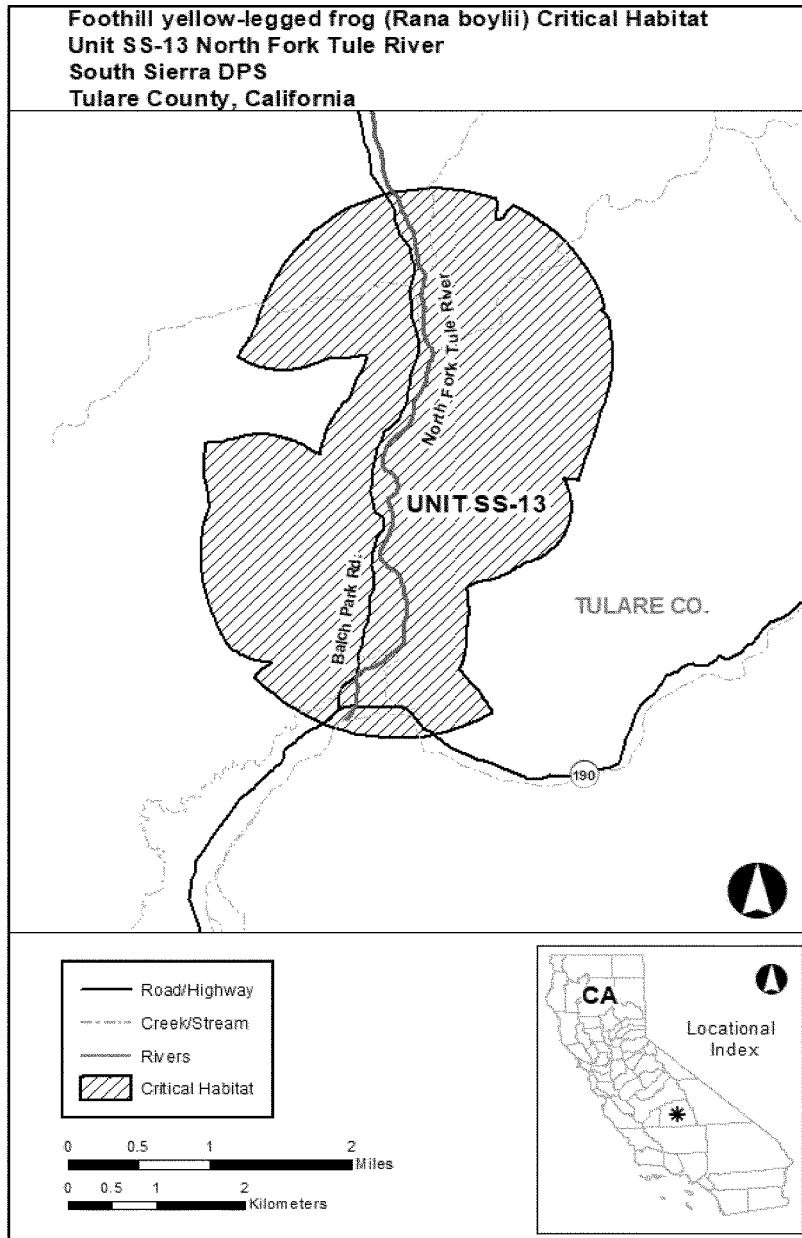 Foothill yellow-legged frog (Rana boylii) Critical Habitat
Unit SS-13 North Fork Tule River
South Sierra DPS
Tulare County, California
North Fork Tule River
UNIT SS-13
Balch Park Rd.
TULARE CO.
190
Road/Highway
Creek/Stream
Rivers
Critical Habitat
0 0.5 1 2
Miles
0 0.5 1 2
Kilometers
CA
Locational
Index